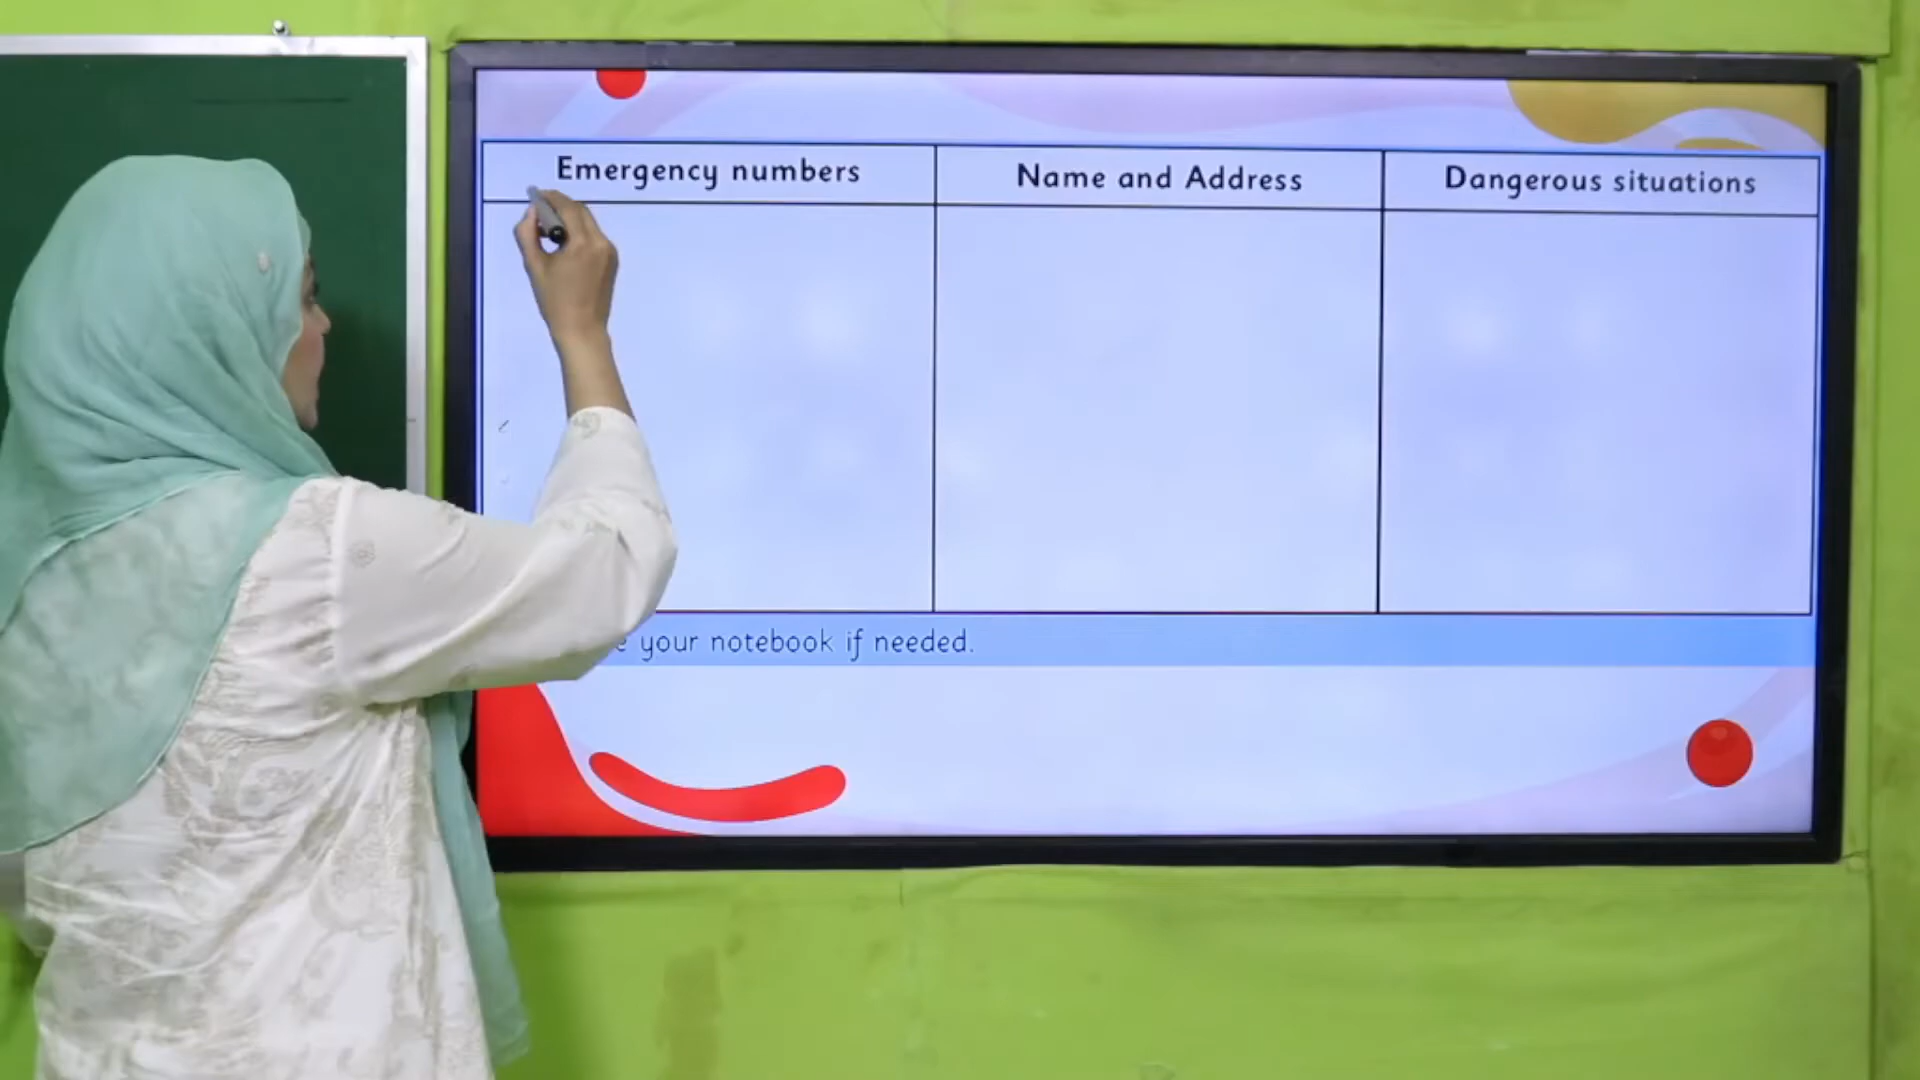 Emergency numbers
Name and Address
Dangerous situations
your notebook if needed.